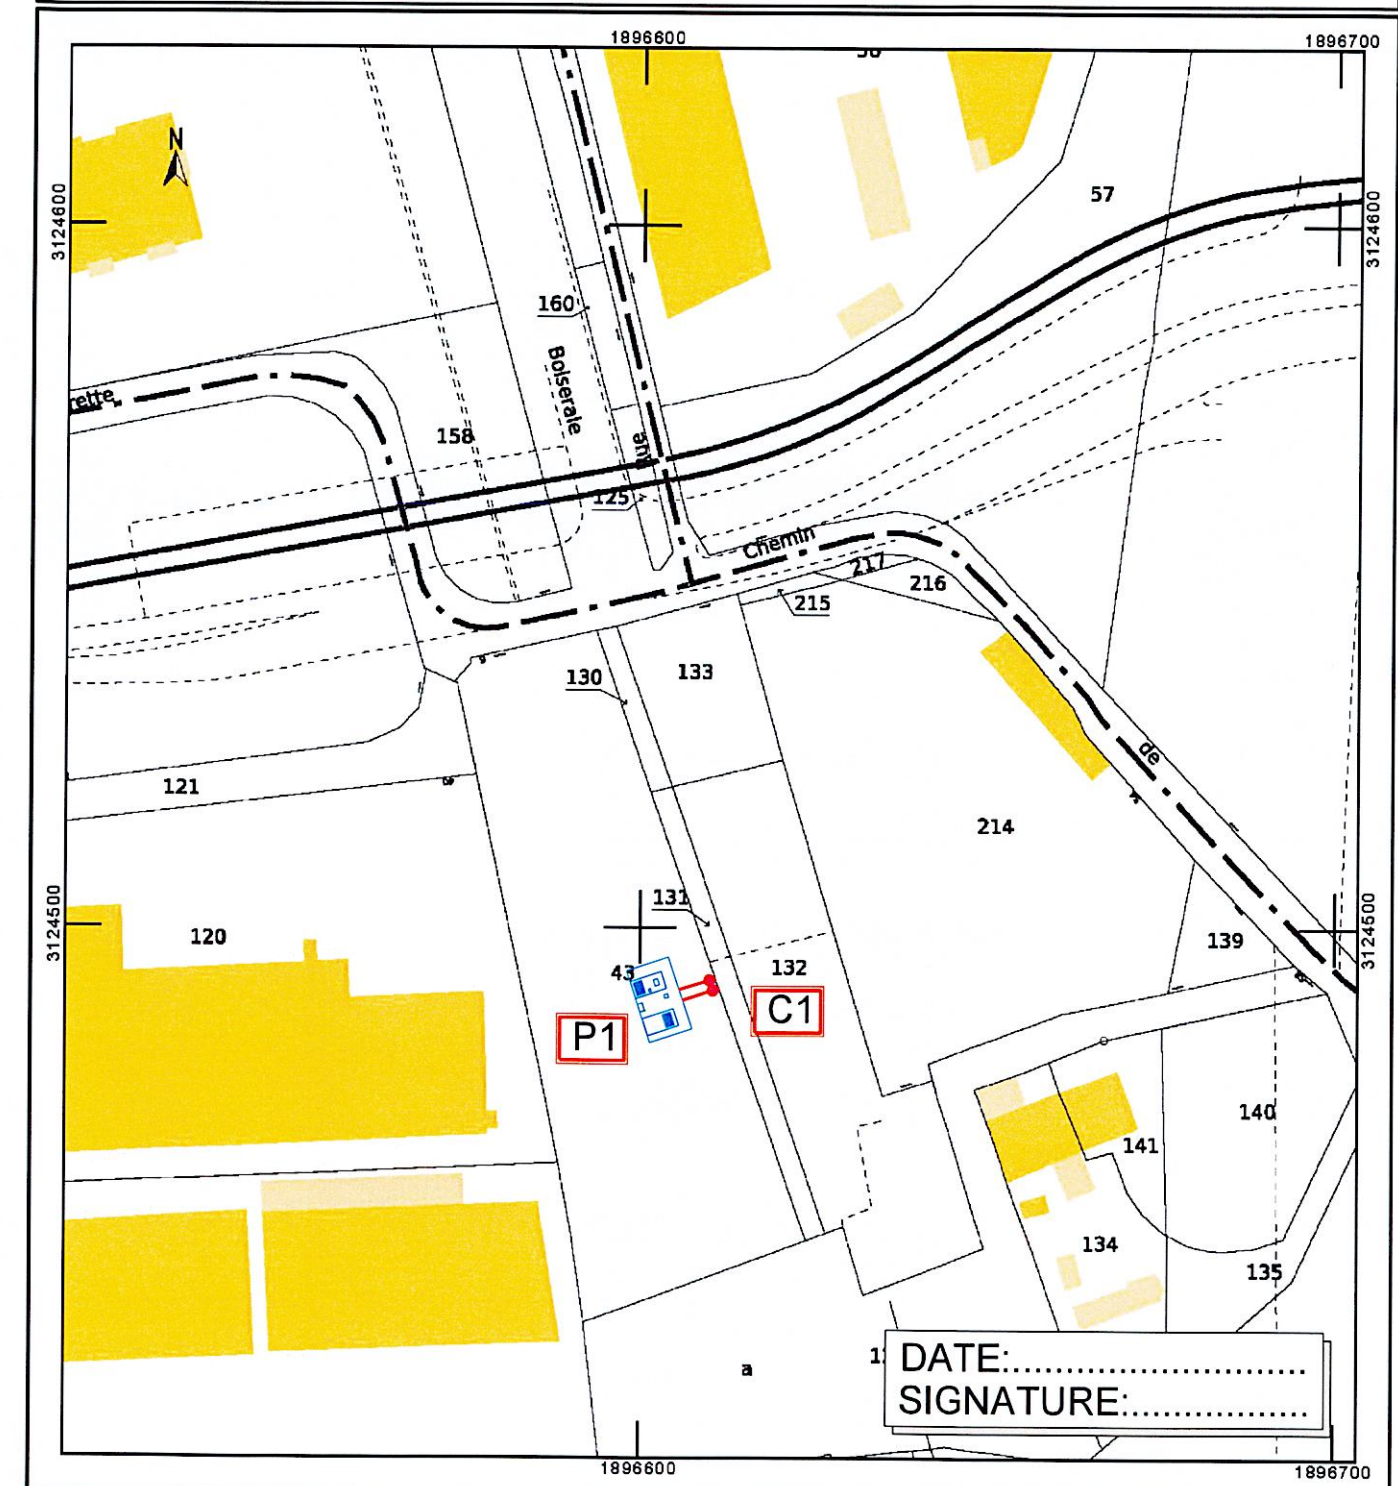 1896600
1896700
N
57
3124600
3124600
160
Boiserale
rette
158
Rue
125
Chemin
217
216
215
130
133
121
de
214
131
3124500
3124500
120
139
43
132
C1
P1
140
141
134
135
a
DATE:..............................
SIGNATURE:..................
1896600
1896700